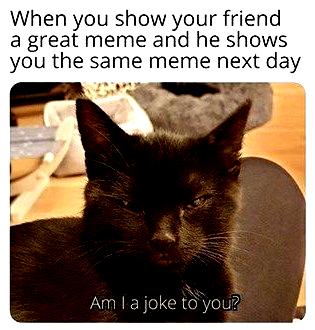 When you show your friend
a great meme and he shows
you the same meme next day
Am I a joke to you?